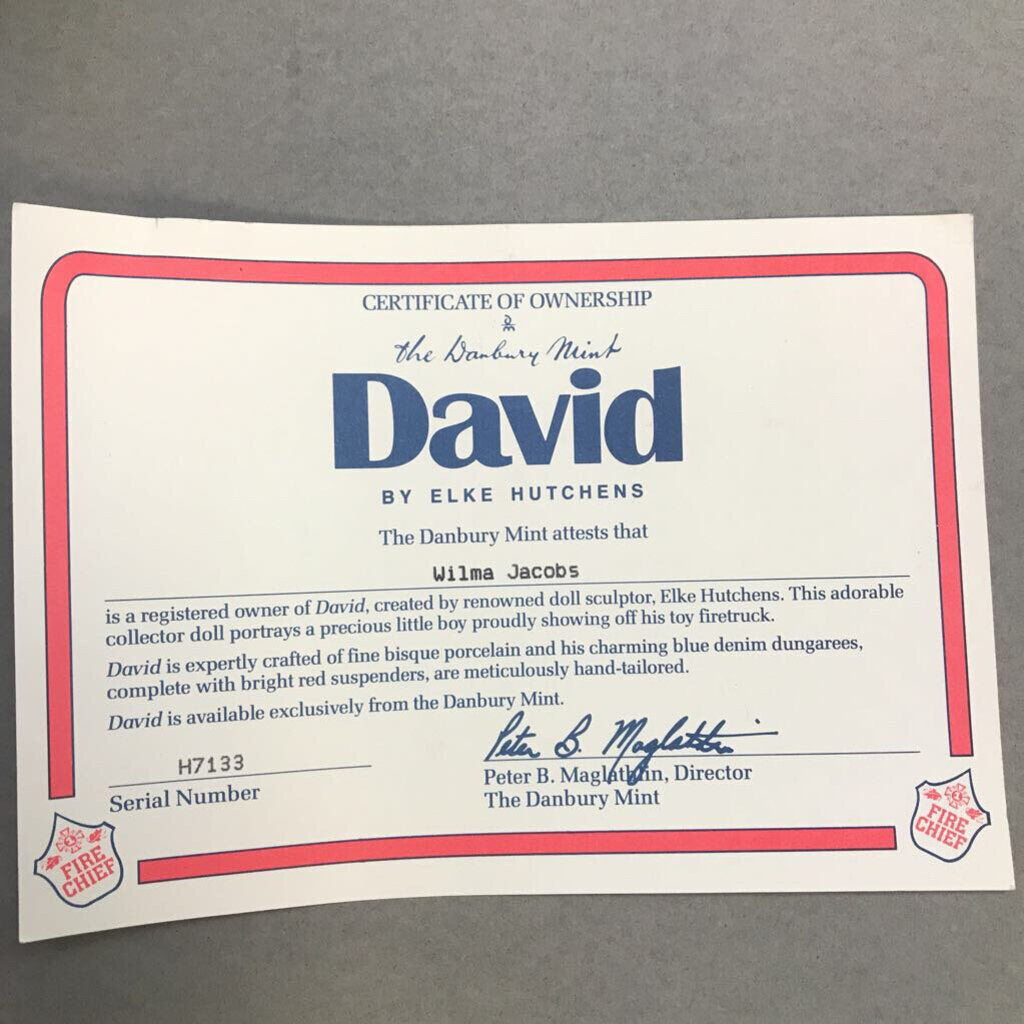 CERTIFICATE OF OWNERSHIP
the Danbury Mint
David
BY ELKE HUTCHENS
The Danbury Mint attests that
Wilma Jacobs
is a registered owner of David, created by renowned doll sculptor, Elke Hutchens. This adorable
collector doll portrays a precious little boy proudly showing off his toy firetruck.
David is expertly crafted of fine bisque porcelain and his charming blue denim dungarees,
complete with bright red suspenders, are meticulously hand-tailored.
David is available exclusively from the Danbury Mint.
Peter B. Maglathlin
H7133
Serial Number
Peter B. Maglathlin, Director
The Danbury Mint
FIRE
CHIEF
FIRE
CHIEF